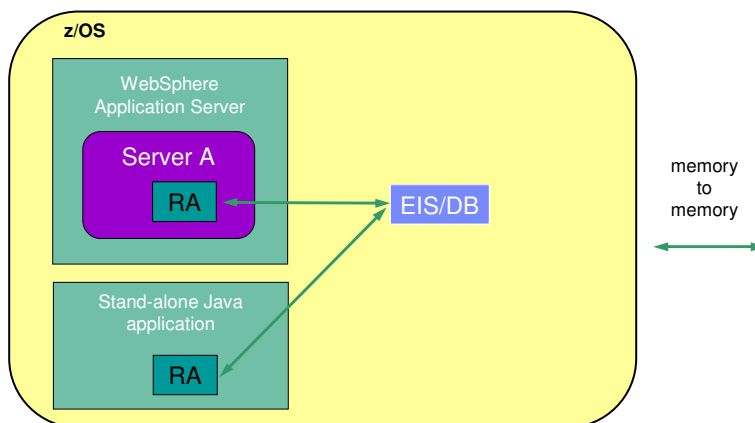 z/OS
WebSphere
Application Server
Server A
RA
EIS/DB
Stand-alone Java
application
RA
memory
to
memory